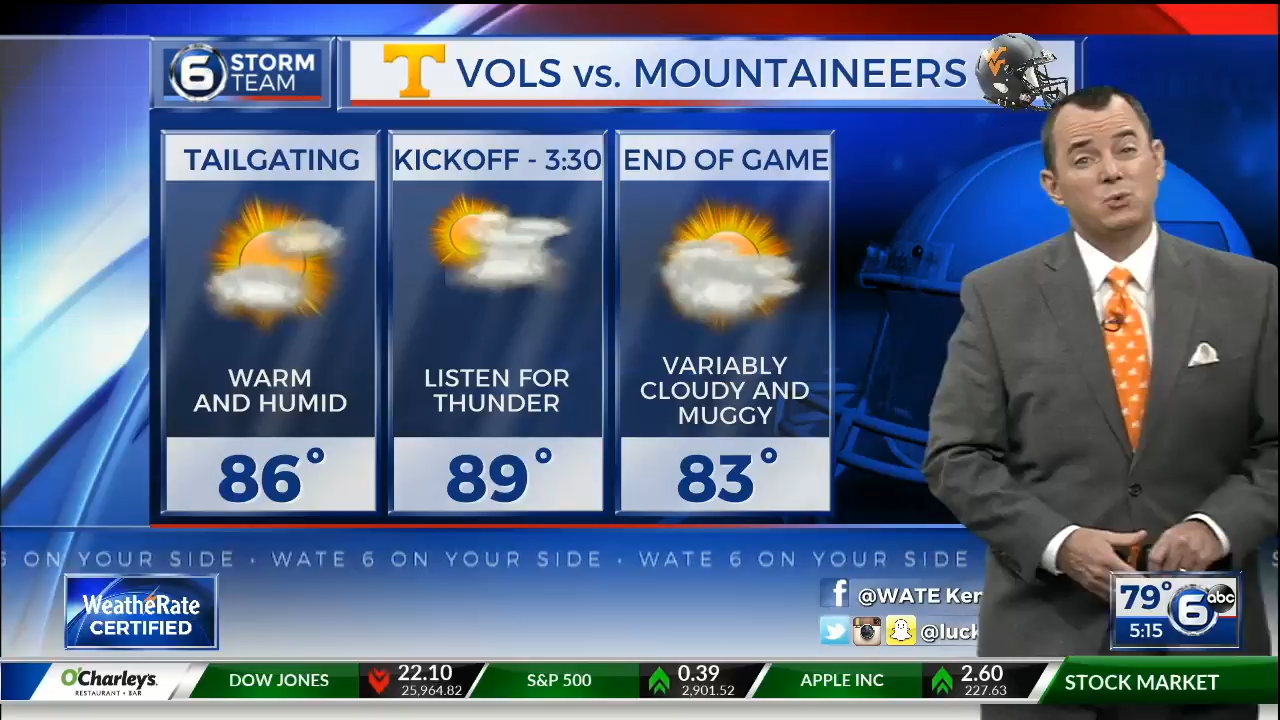 6 STORM
TEAM
T VOLS vs. MOUNTAINEERS
TAILGATING
WARM
AND HUMID
86°
KICKOFF - 3:30
LISTEN FOR
THUNDER
89°
END OF GAME
VARIABLY
CLOUDY AND
MUGGY
83°
ON YOUR SIDE • WATE 6 ON YOUR SIDE • WATE 6 ON YOUR SIDE
WeatheRate
CERTIFIED
f @WATE Ken
@luck
79° 6 abc
5:15
O'Charley's
RESTAURANT + BAR
DOW JONES
22.10
25,964.82
S&P 500
0.39
2,901.52
APPLE INC
2.60
227.63
STOCK MARKET